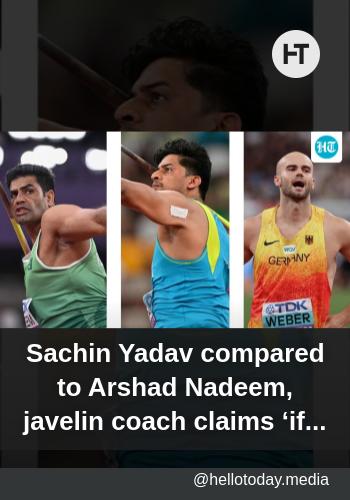 HT
HT
GERMANY
TDK
WEBER
Sachin Yadav compared
to Arshad Nadeem,
javelin coach claims ‘if...
@hellotoday.media